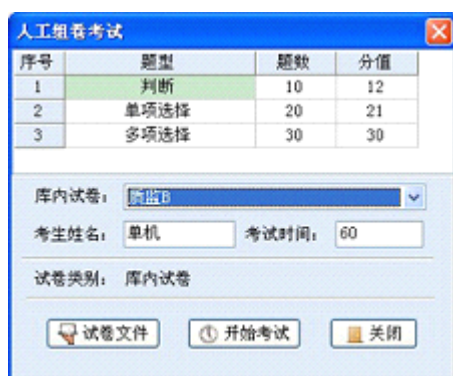 人工组卷考试
序号 题型 题数 分值
1 判断 10 12
2 单项选择 20 21
3 多项选择 30 30
库内试卷： 质监B
考生姓名： 单机 考试时间： 60
试卷类别： 库内试卷
试卷文件 开始考试 关闭